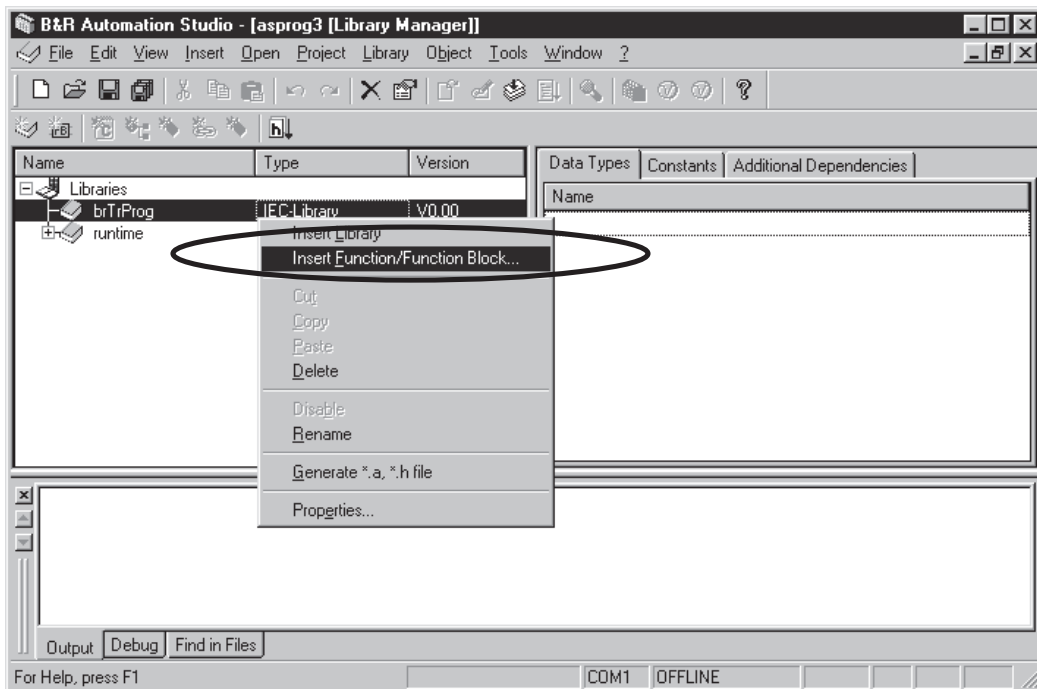 B&R Automation Studio - [asprog3 [Library Manager]]
File Edit View Insert Open Project Library Object Tools Window ?
Name Type Version
Data Types Constants Additional Dependencies
Name
Libraries
brTrProg IEC-Library V0.00
runtime
Insert Library
Insert Function/Function Block...
Cut
Copy
Paste
Delete
Disable
Rename
Generate *.a, *.h file
Properties...
Output Debug Find in Files
For Help, press F1 COM1 OFFLINE